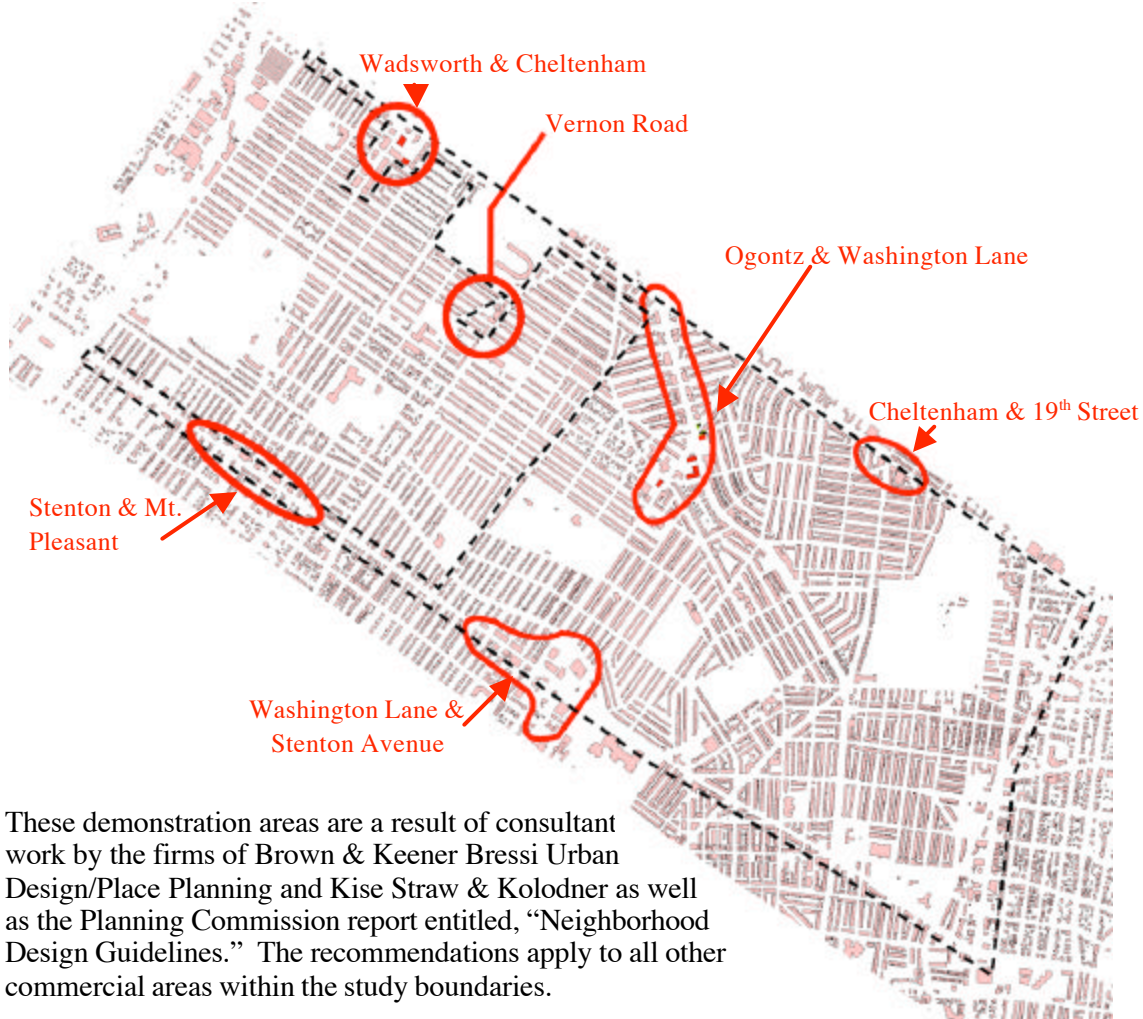 Wadsworth & Cheltenham
Vernon Road
Ogontz & Washington Lane
Cheltenham & 19th Street
Stenton & Mt.
Pleasant
Washington Lane &
Stenton Avenue
These demonstration areas are a result of consultant
work by the firms of Brown & Keener Bressi Urban
Design/Place Planning and Kise Straw & Kolodner as well
as the Planning Commission report entitled, “Neighborhood
Design Guidelines.” The recommendations apply to all other
commercial areas within the study boundaries.